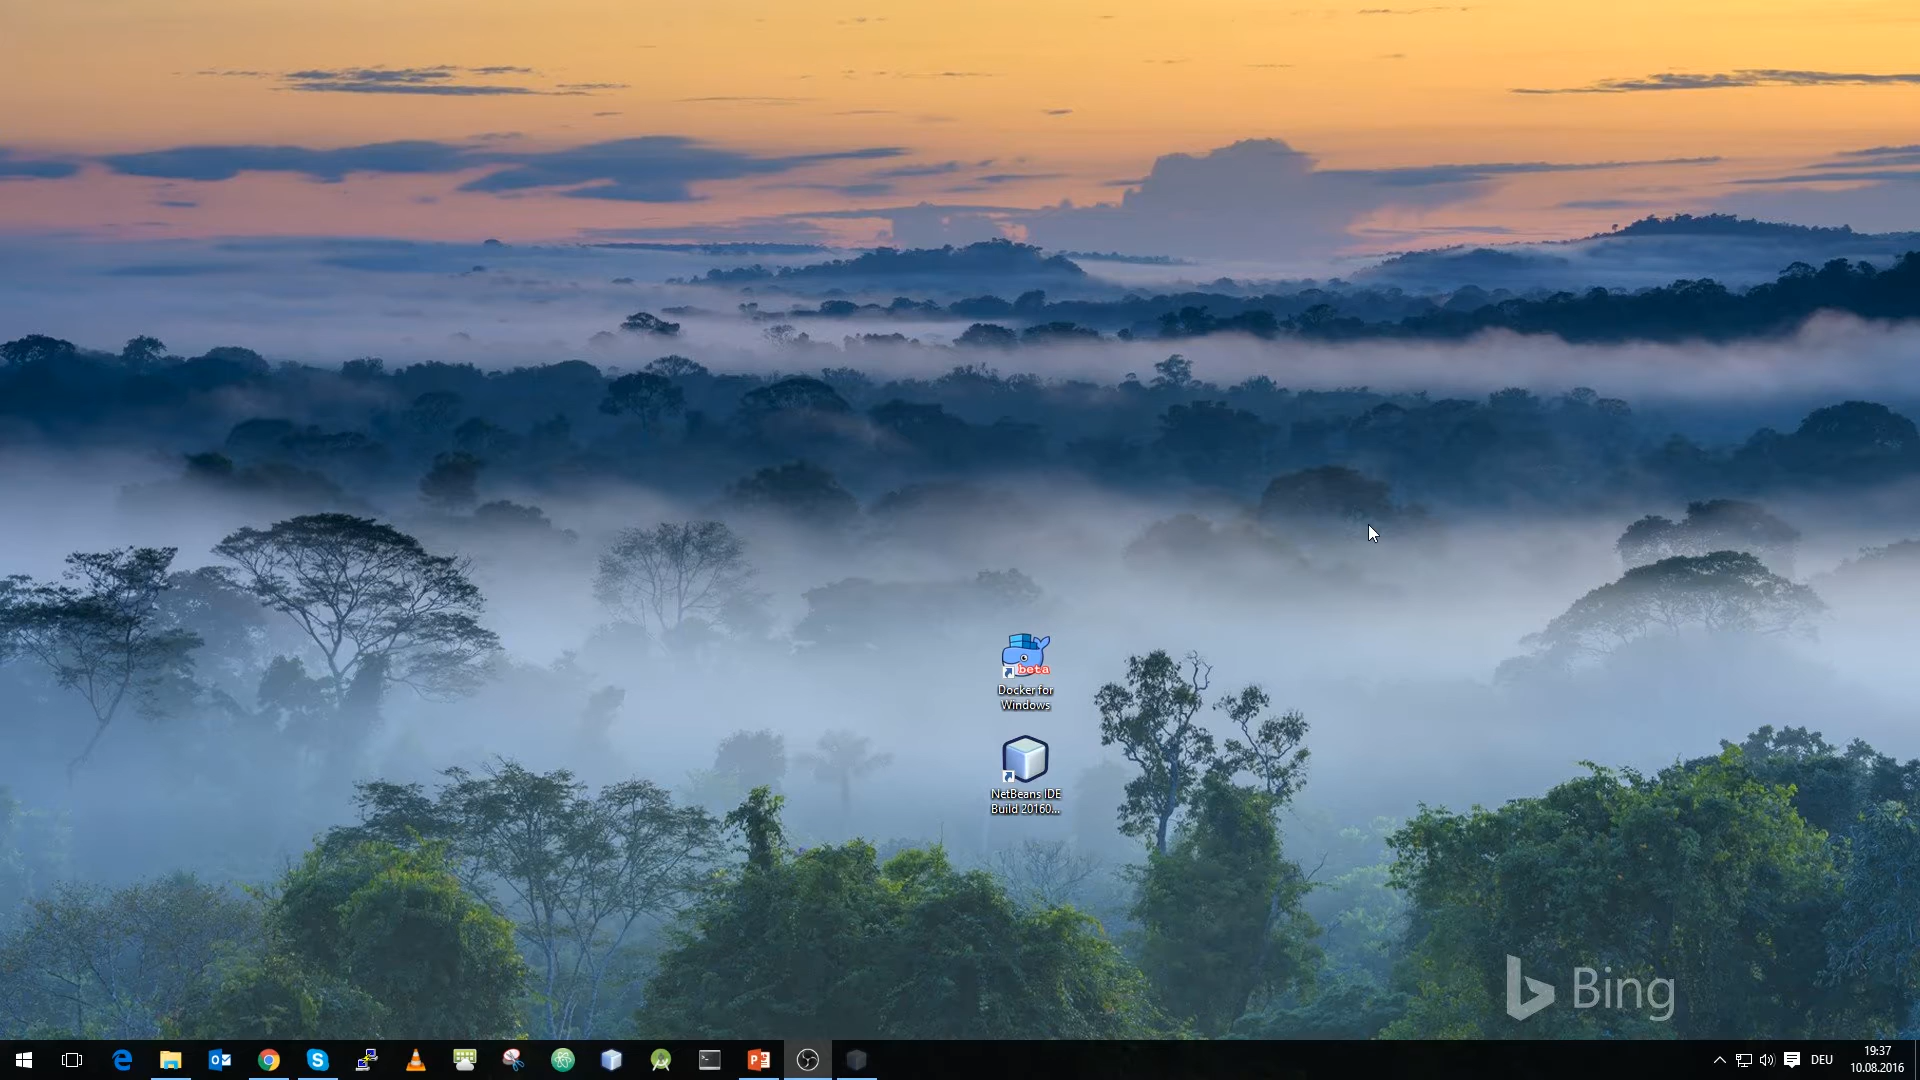 beta
Docker for
Windows
NetBeans IDE
Build 20160...
Bing
DEU
19:37
10.08.2016